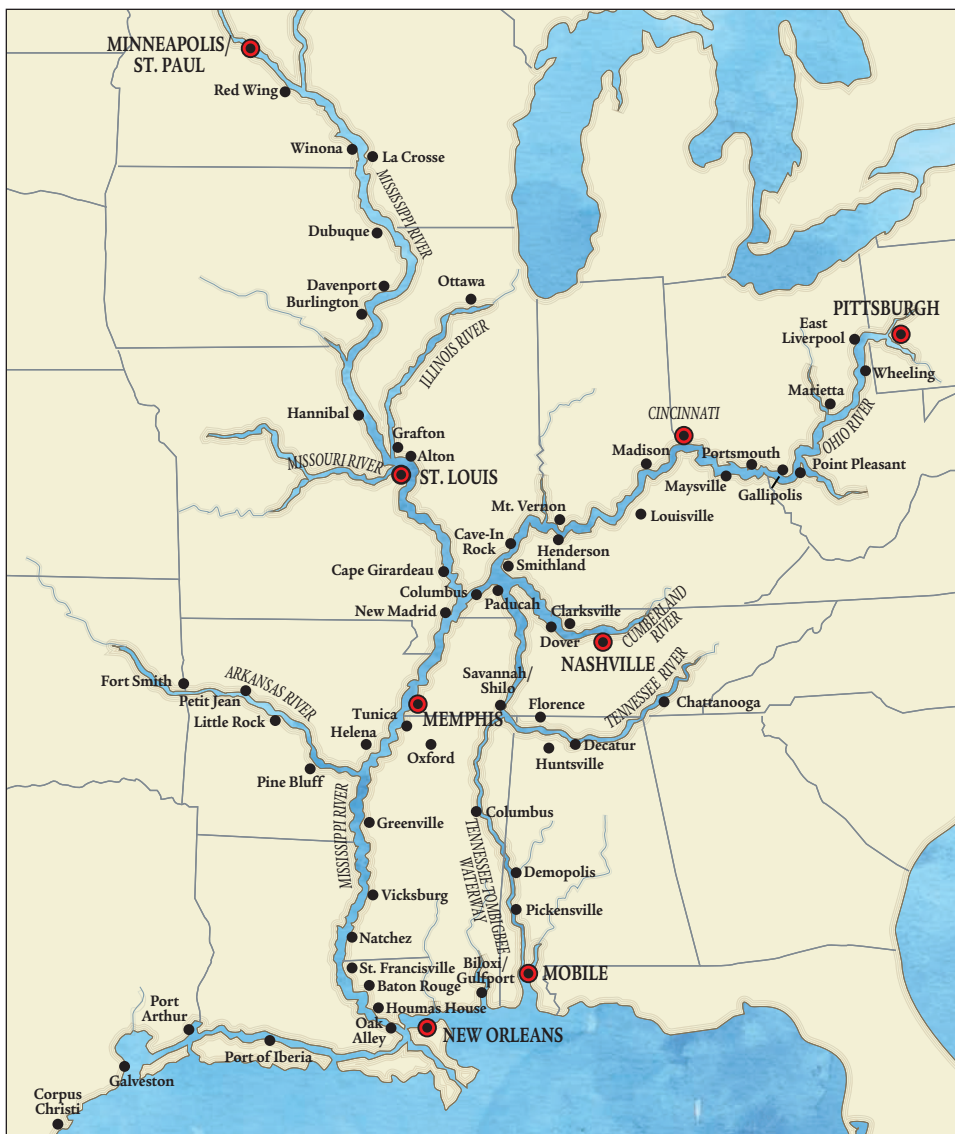 MINNEAPOLIS/
ST. PAUL
Red Wing
Winona
La Crosse
MISSISSIPPI RIVER
Dubuque
Davenport
Burlington
Ottawa
ILLINOIS RIVER
PITTSBURGH
East
Liverpool
Wheeling
Marietta
OHIO RIVER
Hannibal
Grafton
Alton
MISSOURI RIVER
ST. LOUIS
CINCINNATI
Madison
Portsmouth
Point Pleasant
Maysville
Gallipolis
Mt. Vernon
Louisville
Cave-In
Rock
Henderson
Smithland
Cape Girardeau
Columbus
Paducah
New Madrid
Clarksville
Dover
CUMBERLAND
RIVER
NASHVILLE
Savannah/
Shilo
TENNESSEE RIVER
Fort Smith
ARKANSAS RIVER
Petit Jean
Little Rock
Tunica
MEMPHIS
Helena
Oxford
Florence
Chattanooga
Decatur
Huntsville
Pine Bluff
MISSISSIPPI RIVER
Greenville
Columbus
TENNESSEE TOMBIGBEE
WATERWAY
Demopolis
Vicksburg
Pickensville
Natchez
St. Francisville
Biloxi/
Gulfport
MOBILE
Baton Rouge
Houmas House
Port
Arthur
Oak
Alley
NEW ORLEANS
Port of Iberia
Galveston
Corpus
Christi